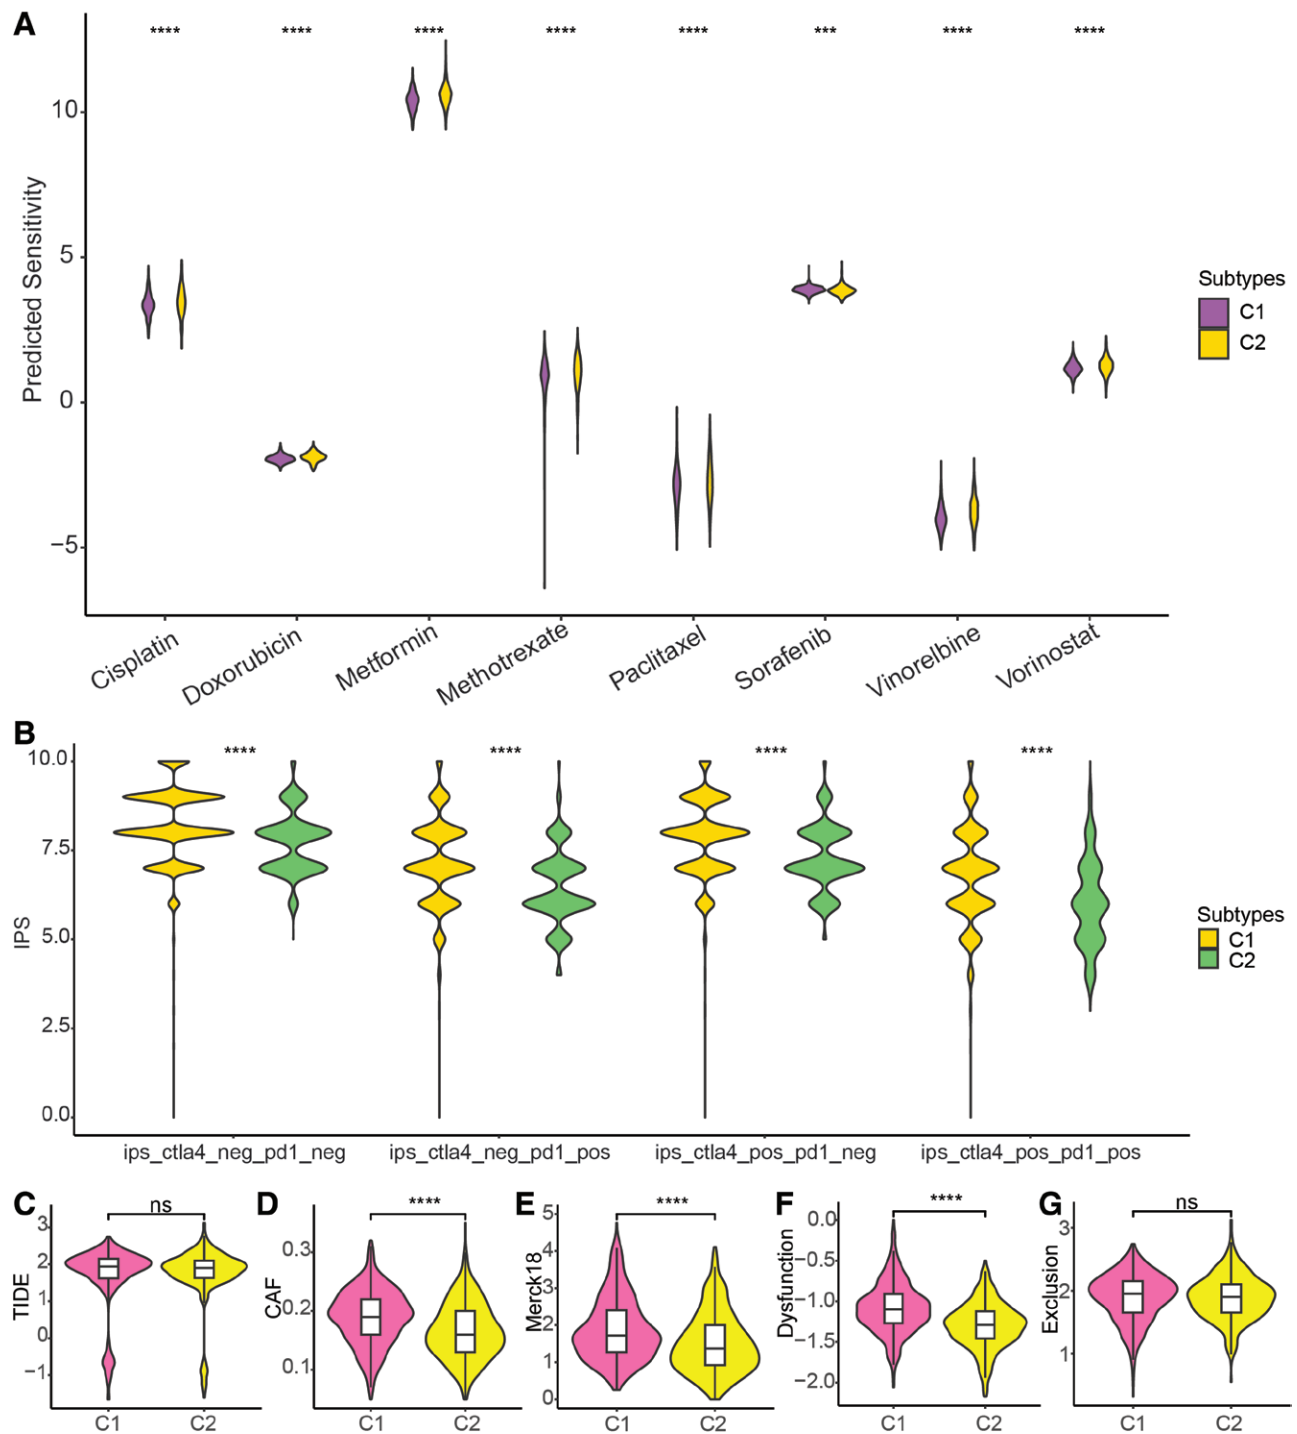 A
**** **** **** **** **** *** **** ****
Predicted Sensitivity
10
5
0
−5
Cisplatin
Doxorubicin
Metformin
Methotrexate
Paclitaxel
Sorafenib
Vinorelbine
Vorinostat
Subtypes
C1
C2
B
**** **** **** ****
IPS
10.0
7.5
5.0
2.5
0.0
ips_ctla4_neg_pd1_neg
ips_ctla4_neg_pd1_pos
ips_ctla4_pos_pd1_neg
ips_ctla4_pos_pd1_pos
Subtypes
C1
C2
C
ns
TIDE
3
2
1
0
−1
C1 C2
D
****
CAF
0.3
0.2
0.1
C1 C2
E
****
Merck18
5
4
3
2
1
0
C1 C2
F
****
Dysfunction
0.0
−0.5
−1.0
−1.5
−2.0
C1 C2
G
ns
Exclusion
3
2
1
C1 C2